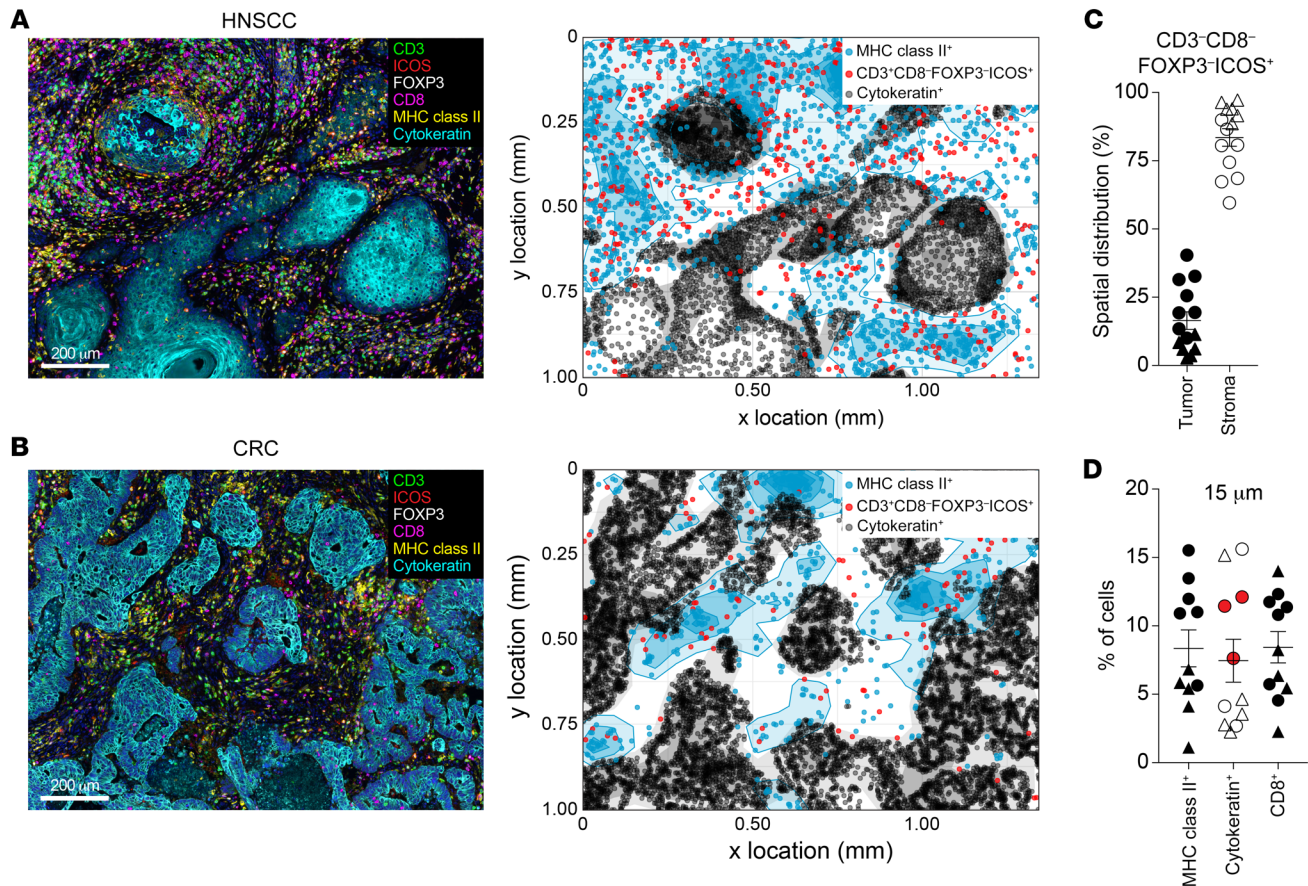 A
HNSCC
CD3
ICOS
FOXP3
CD8
MHC class II
Cytokeratin
200 μm
0
0.25
0.50
0.75
1.00
y location (mm)
0
0.50
1.00
x location (mm)
MHC class II⁺
CD3⁺CD8⁻FOXP3⁻ICOS⁺
Cytokeratin⁺
B
CRC
CD3
ICOS
FOXP3
CD8
MHC class II
Cytokeratin
200 μm
0
0.25
0.50
0.75
1.00
y location (mm)
0
0.50
1.00
x location (mm)
MHC class II⁺
CD3⁺CD8⁻FOXP3⁻ICOS⁺
Cytokeratin⁺
C
CD3⁻CD8⁻
FOXP3⁻ICOS⁺
100
75
50
25
0
Spatial distribution (%)
Tumor
Stroma
D
15 μm
20
15
10
5
0
% of cells
MHC class II⁺
Cytokeratin⁺
CD8⁺